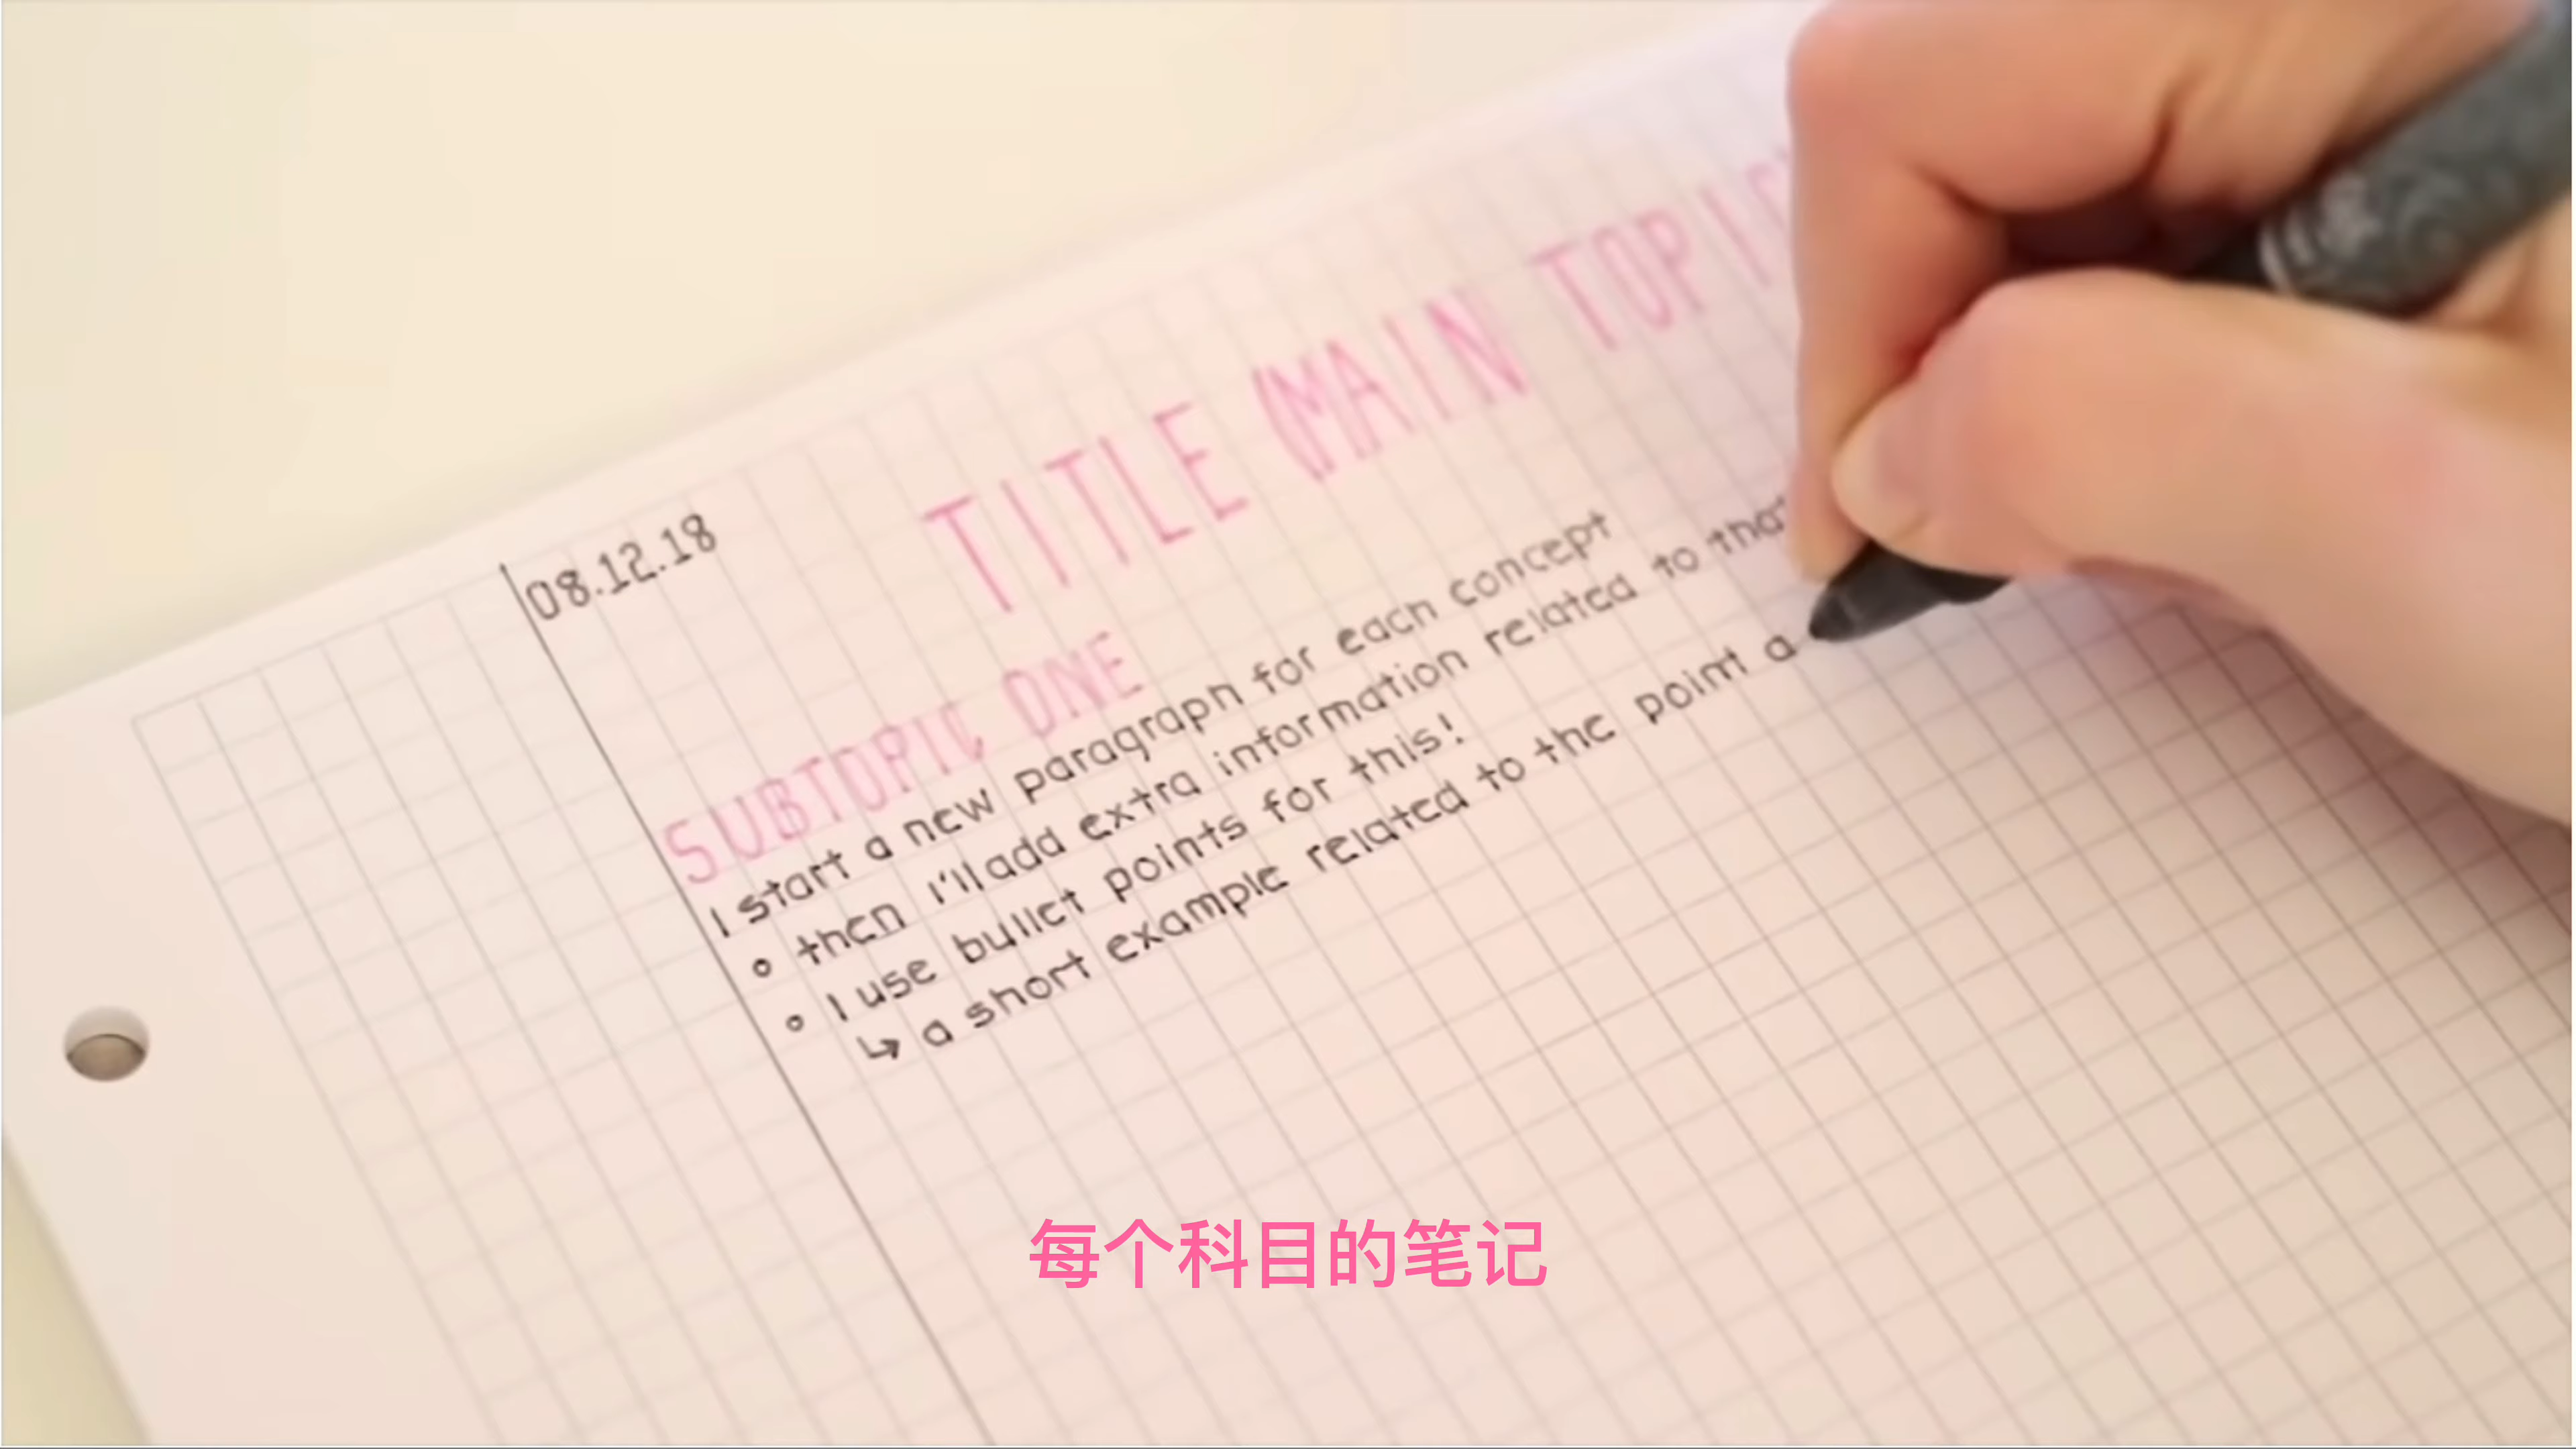 08.12.18
TITLE (MAIN TOPIC
SUBTOPIC ONE
I start a new paragraph for each concept
∘ then I'll add extra information related to that
∘ I use bullet points for this!
↳ a short example related to the point a
每个科目的笔记